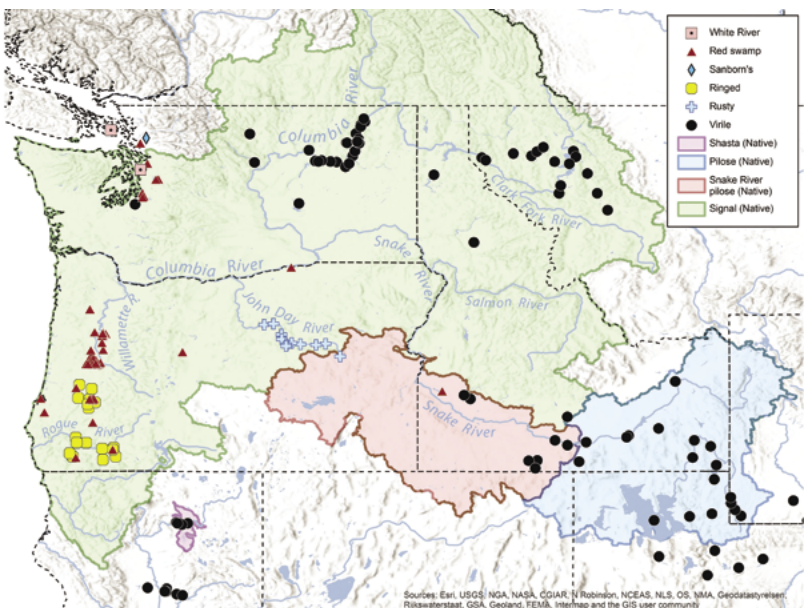 White River
Red swamp
Sanborn's
Ringed
Rusty
Virile
Shasta (Native)
Pilose (Native)
Snake River
pilose (Native)
Signal (Native)
Columbia River
Clark Fork River
Snake River
Columbia River
Salmon River
John Day River
Willamette R.
Snake River
Rogue River
Sources: Esri, USGS, NGA, NASA, CGIAR, N Robinson, NCEAS, NLS, OS, NMA, Geodatastyrelsen,
Rijkswaterstaat, GSA, Geoland, FEMA, Intermap and the GIS user community